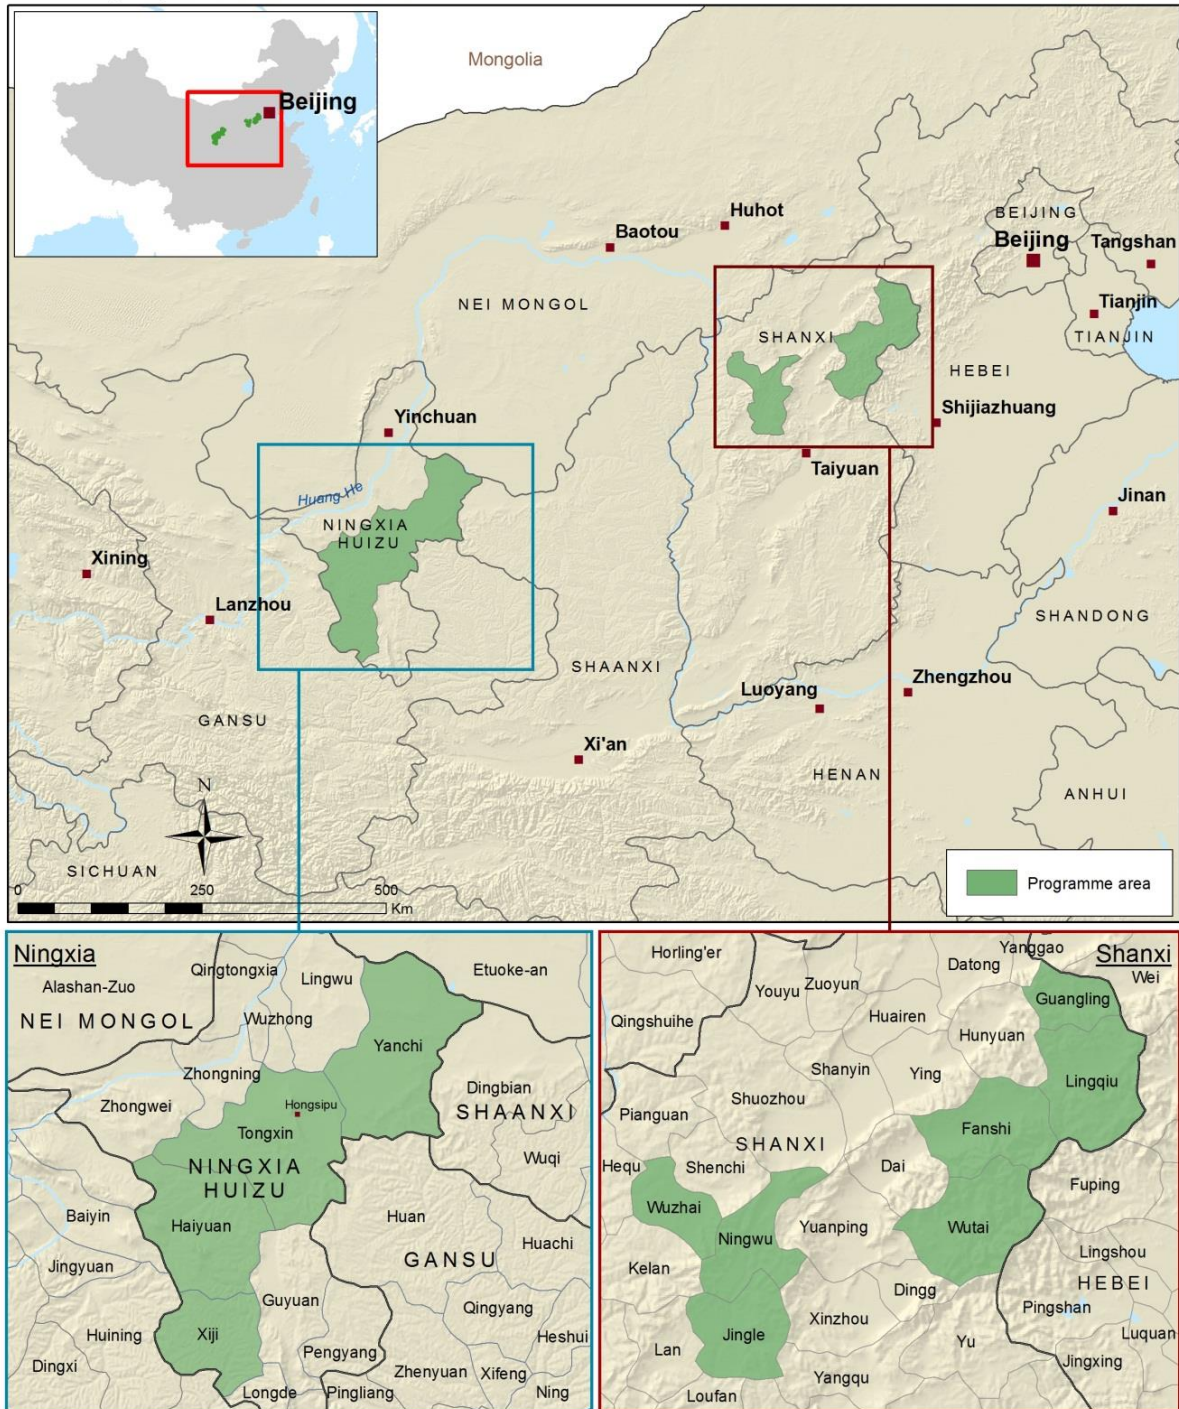 Mongolia
Beijing
Huhot
Baotou
BEIJING
Beijing
Tangshan
Tianjin
TIANJIN
NEI MONGOL
SHANXI
HEBEI
Shijiazhuang
Yinchuan
Taiyuan
Huang He
NINGXIA
HUIZU
Jinan
Xining
Lanzhou
SHANDONG
SHAANXI
Luoyang
Zhengzhou
GANSU
Xi'an
HENAN
ANHUI
N
SICHUAN
0
250
500
Km
Programme area
Ningxia
Qingtongxia
Lingwu
Etuoke-an
Alashan-Zuo
NEI MONGOL
Wuzhong
Yanchi
Zhongning
Dingbian
Zhongwei
Hongsipu
SHAANXI
Tongxin
NINGXIA
HUIZU
Wuqi
Baiyin
Haiyuan
Huan
Huachi
Jingyuan
GANSU
Guyuan
Qingyang
Huining
Xiji
Heshui
Dingxi
Pengyang
Zhenyuan
Xifeng
Longde
Pingliang
Ning
Shanxi
Yanggao
Horling'er
Datong
Wei
Youyu
Zuoyun
Guangling
Qingshuihe
Huairen
Hunyuan
Shanyin
Ying
Lingqiu
Pianguan
Shuozhou
Fanshi
SHANXI
Hequ
Shenchi
Dai
Fuping
Wuzhai
Ningwu
Yuanping
Wutai
Kelan
Lingshou
HEBEI
Dingg
Pingshan
Xinzhou
Jingle
Luquan
Lan
Yu
Jingxing
Yangqu
Loufan